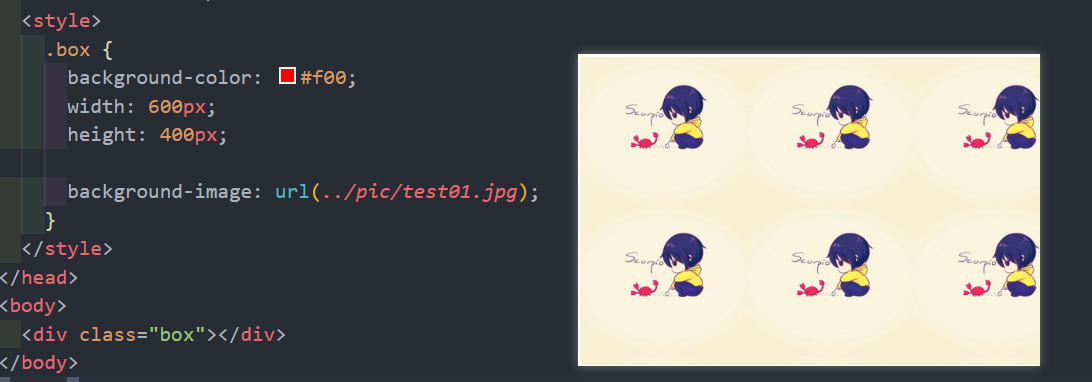 <style>
.box {
background-color: #f00;
width: 600px;
height: 400px;
background-image: url(../pic/test01.jpg);
}
</style>
</head>
<body>
<div class="box"></div>
</body>
Scorpio Scorpio Scorpio
Scorpio Scorpio Scorpio